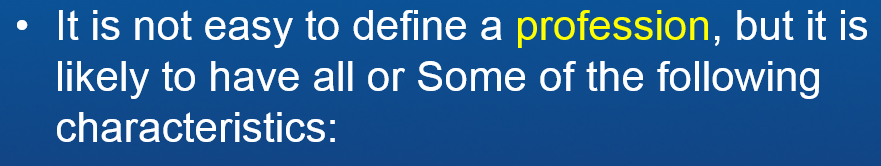 • It is not easy to define a profession, but it is
likely to have all or Some of the following
characteristics: